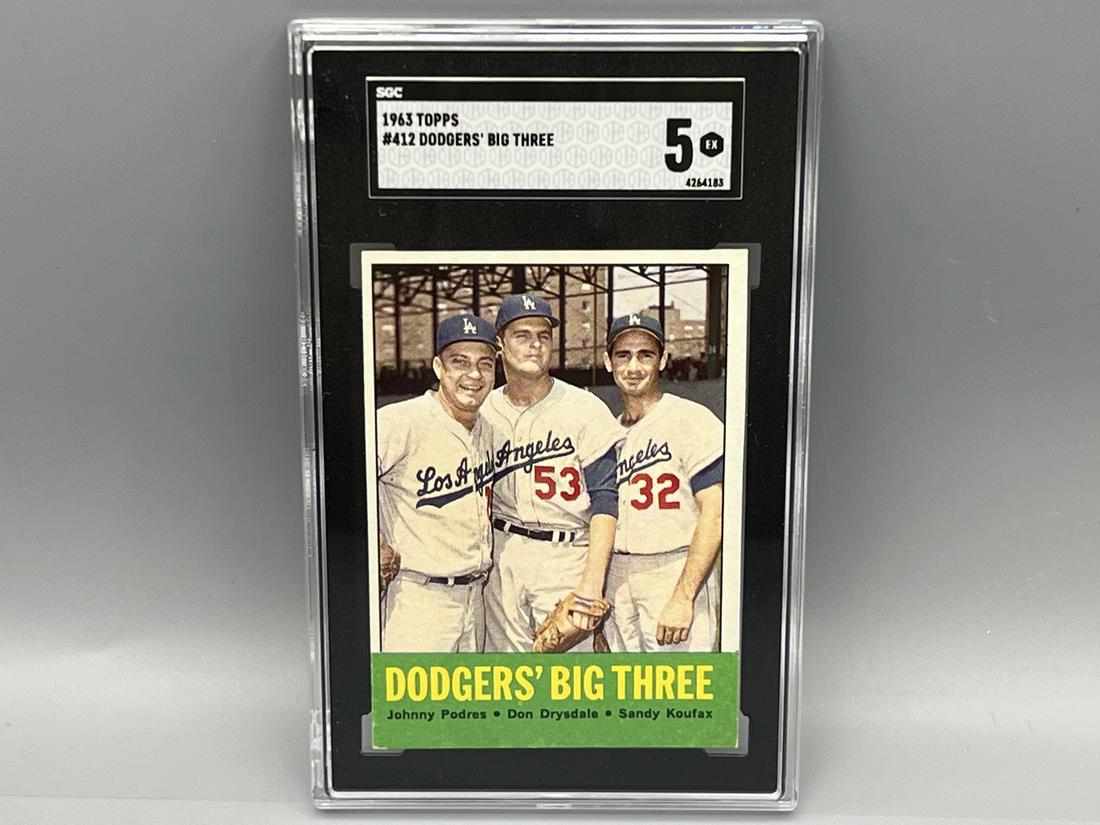 SGC
1963 TOPPS
#412 DODGERS' BIG THREE
5 EX
4264183
LA LA LA
Los Angeles Angeles ngeles
53 32
DODGERS' BIG THREE
Johnny Podres • Don Drysdale • Sandy Koufax